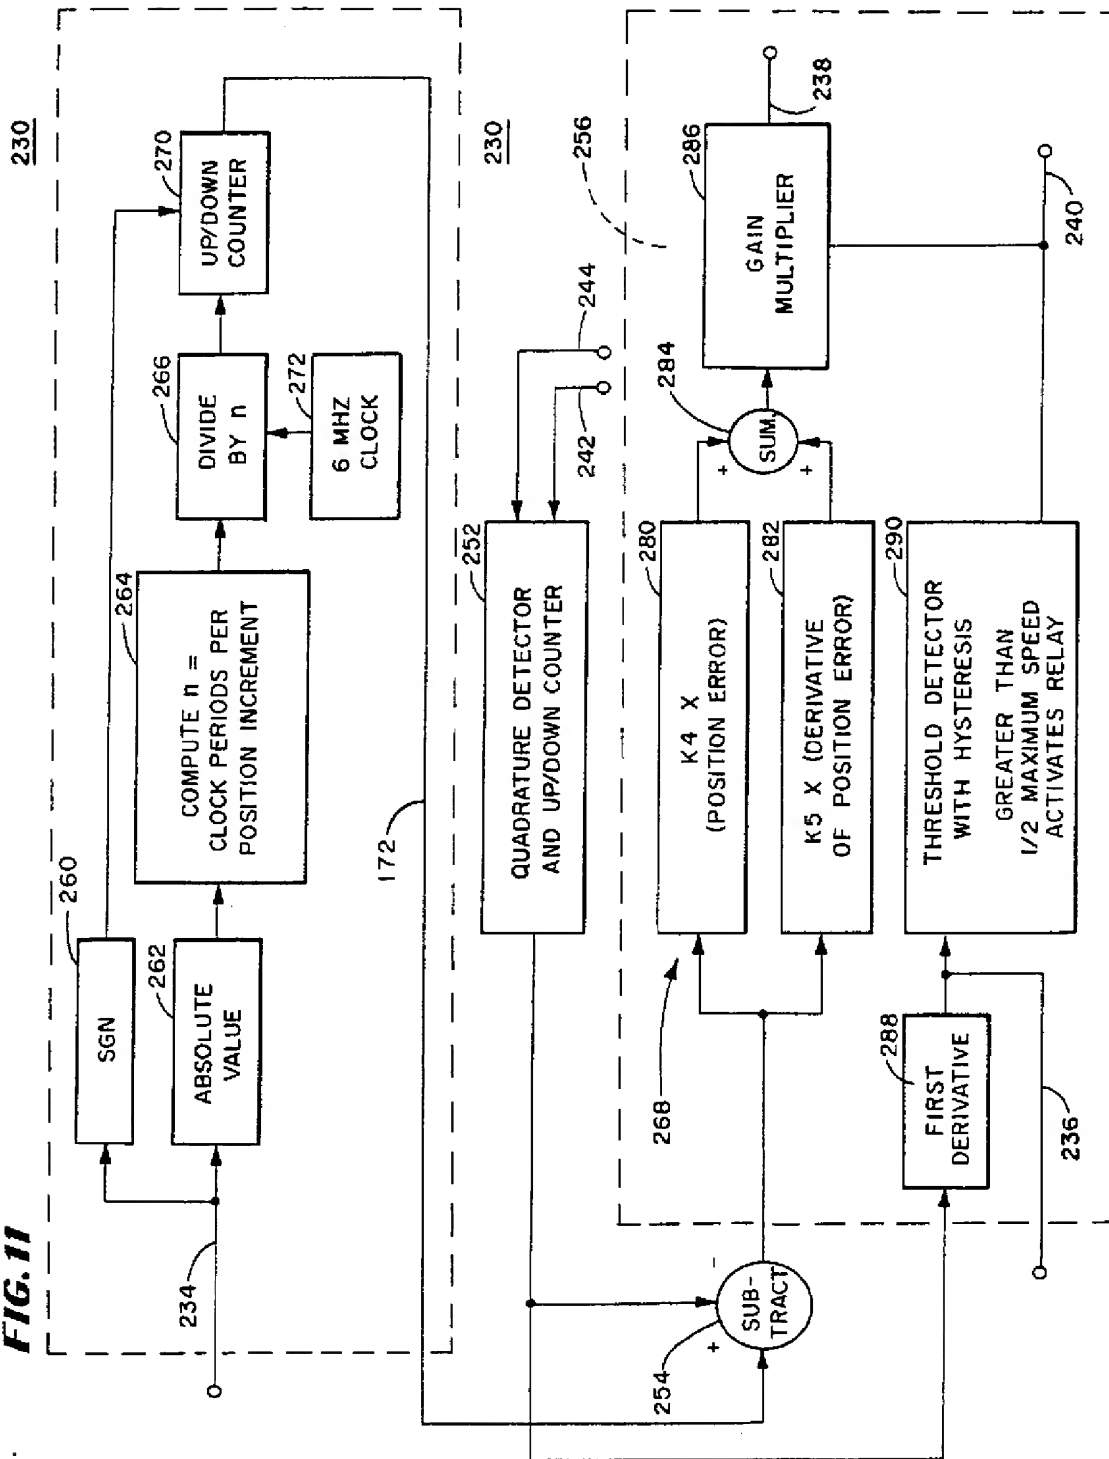 FIG. 11
230
234
260
SGN
262
ABSOLUTE
VALUE
264
COMPUTE n =
CLOCK PERIODS PER
POSITION INCREMENT
266
DIVIDE
BY n
272
6 MHZ
CLOCK
270
UP/DOWN
COUNTER
172
230
252
QUADRATURE DETECTOR
AND UP/DOWN COUNTER
242
244
254
+
-
SUB-
TRACT
256
268
280
K4 X
(POSITION ERROR)
282
K5 X (DERIVATIVE
OF POSITION ERROR)
284
+
+
SUM.
286
GAIN
MULTIPLIER
238
288
FIRST
DERIVATIVE
236
290
THRESHOLD DETECTOR
WITH HYSTERESIS
GREATER THAN
1/2 MAXIMUM SPEED
ACTIVATES RELAY
240